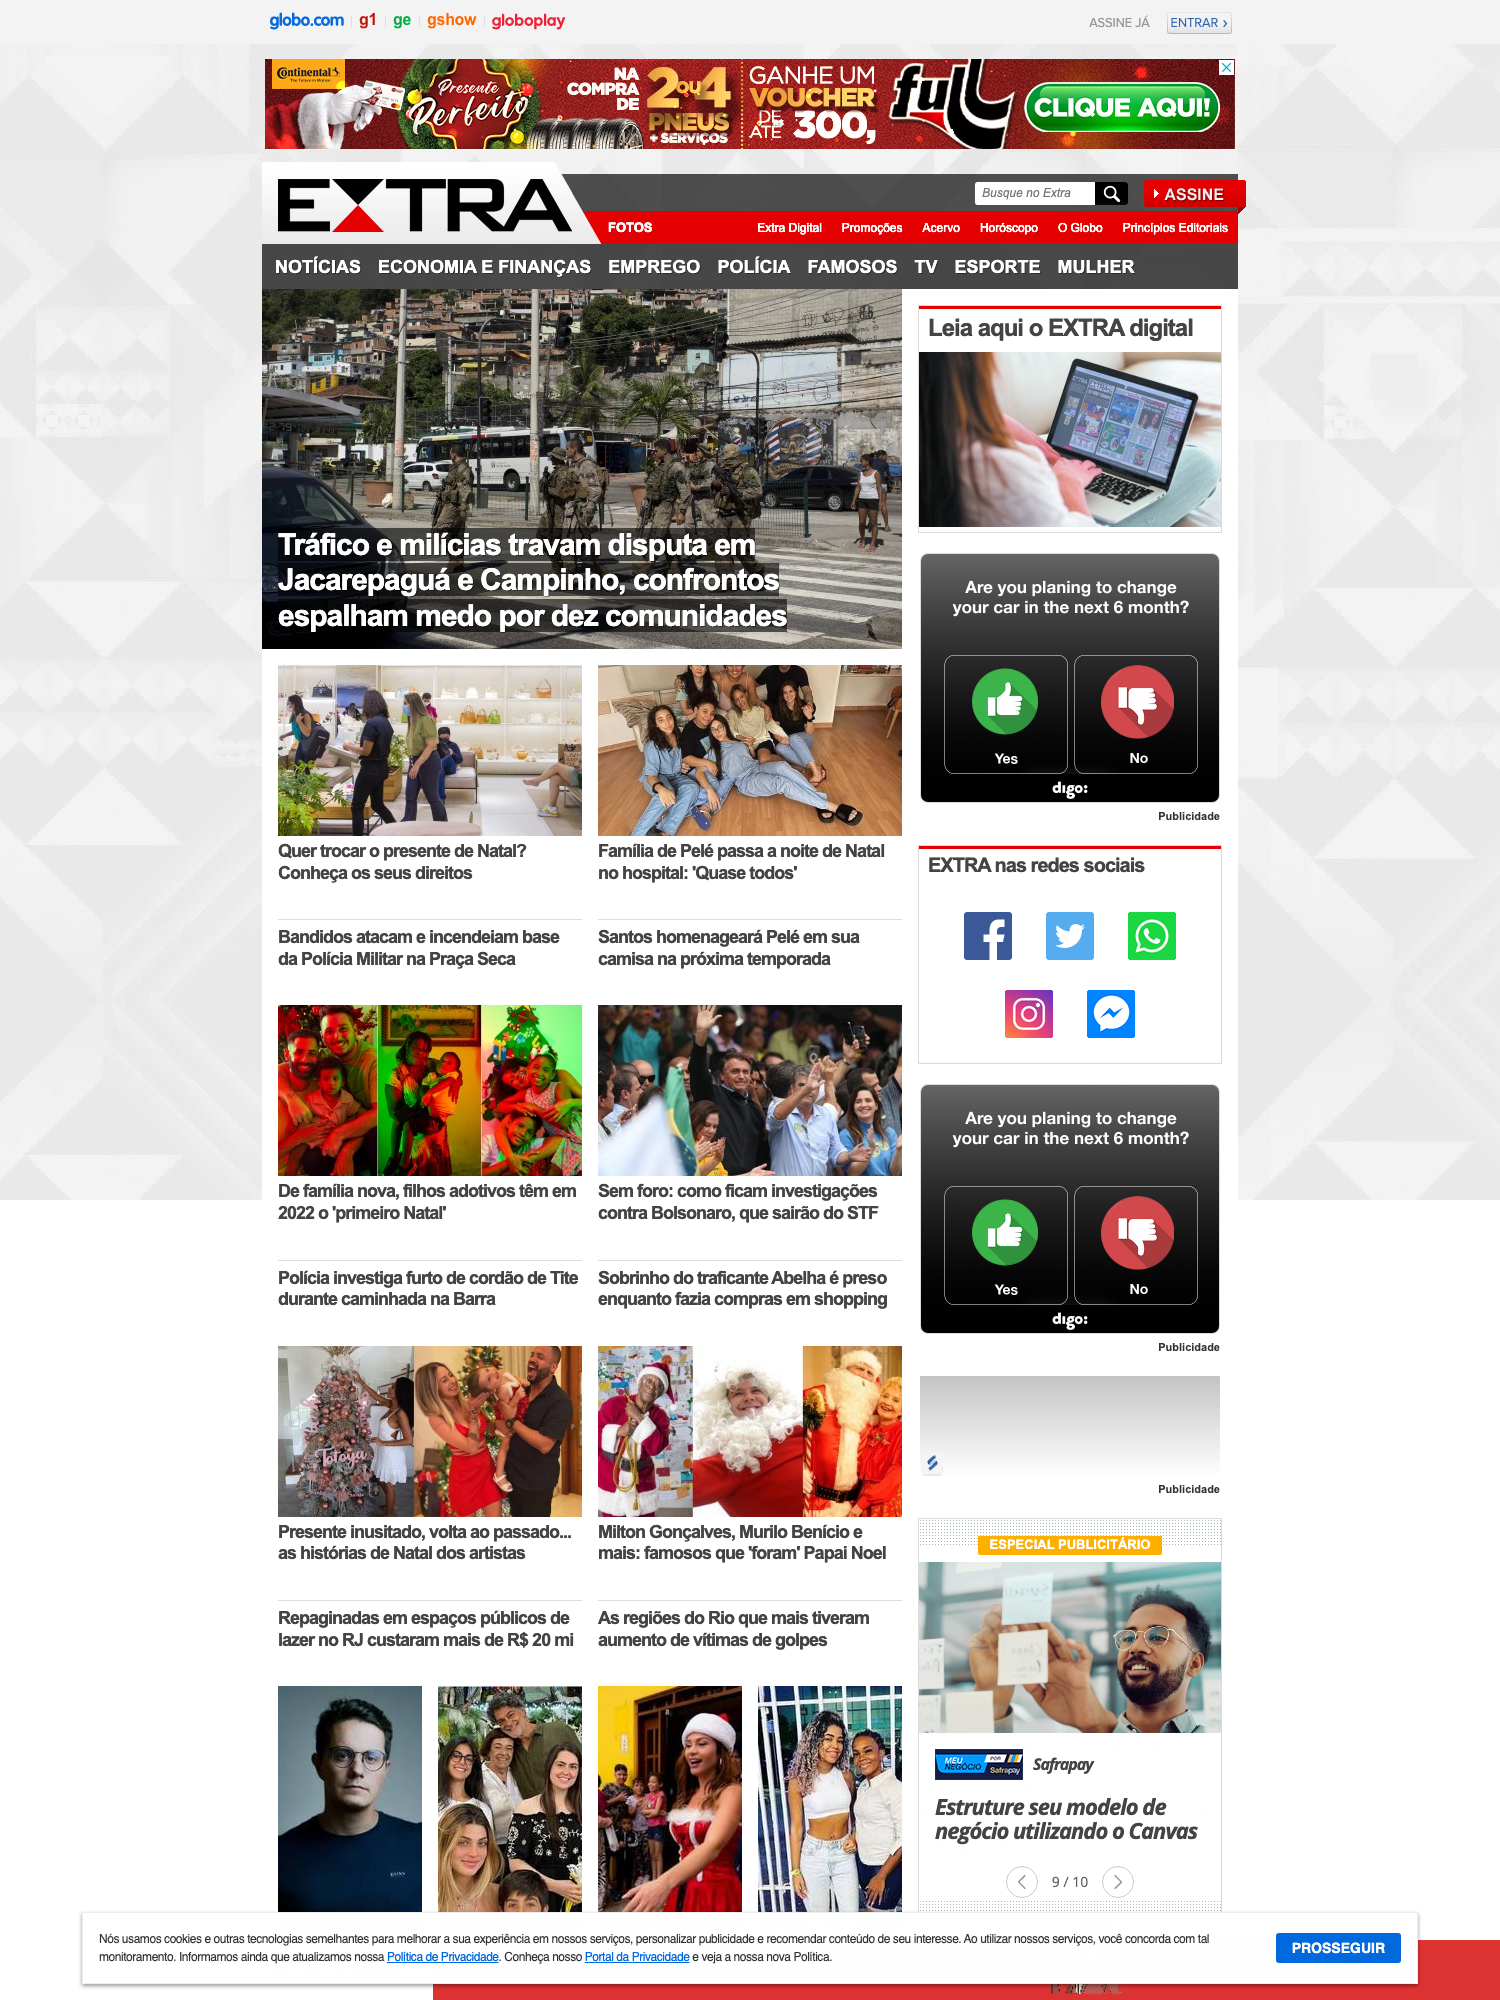 globo.com g1 ge gshow globoplay
ASSINE JÁ ENTRAR
Continental
The Future in Motion
Presente
Perfeito
NA
COMPRA
DE
2 ou 4
PNEUS
+ SERVIÇOS
GANHE UM
VOUCHER
DE
ATÉ R$ 300,
full
CLIQUE AQUI!
EXTRA
Busque no Extra
ASSINE
FOTOS
Extra Digital Promoções Acervo Horóscopo O Globo Princípios Editoriais
NOTÍCIAS ECONOMIA E FINANÇAS EMPREGO POLÍCIA FAMOSOS TV ESPORTE MULHER
Tráfico e milícias travam disputa em
Jacarepaguá e Campinho, confrontos
espalham medo por dez comunidades
Leia aqui o EXTRA digital
Are you planing to change
your car in the next 6 month?
Yes No
digo:
Publicidade
Quer trocar o presente de Natal?
Conheça os seus direitos
Família de Pelé passa a noite de Natal
no hospital: 'Quase todos'
EXTRA nas redes sociais
Bandidos atacam e incendeiam base
da Polícia Militar na Praça Seca
Santos homenageará Pelé em sua
camisa na próxima temporada
De família nova, filhos adotivos têm em
2022 o 'primeiro Natal'
Sem foro: como ficam investigações
contra Bolsonaro, que sairão do STF
Are you planing to change
your car in the next 6 month?
Yes No
digo:
Publicidade
Polícia investiga furto de cordão de Tite
durante caminhada na Barra
Sobrinho do traficante Abelha é preso
enquanto fazia compras em shopping
Totoya
Presente inusitado, volta ao passado...
as histórias de Natal dos artistas
Milton Gonçalves, Murilo Benício e
mais: famosos que 'foram' Papai Noel
Publicidade
Repaginadas em espaços públicos de
lazer no RJ custaram mais de R$ 20 mi
As regiões do Rio que mais tiveram
aumento de vítimas de golpes
ESPECIAL PUBLICITÁRIO
MEU
NEGÓCIO
POR
Safrapay
Safrapay
Estruture seu modelo de
negócio utilizando o Canvas
9 / 10
Nós usamos cookies e outras tecnologias semelhantes para melhorar a sua experiência em nossos serviços, personalizar publicidade e recomendar conteúdo de seu interesse. Ao utilizar nossos serviços, você concorda com tal
monitoramento. Informamos ainda que atualizamos nossa Política de Privacidade. Conheça nosso Portal da Privacidade e veja a nossa nova Política.
PROSSEGUIR